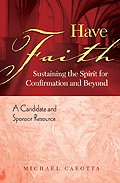 Have
Faith
Sustaining the Spirit for
Confirmation and Beyond
A Candidate and
Sponsor Resource
MICHAEL CAROTTA